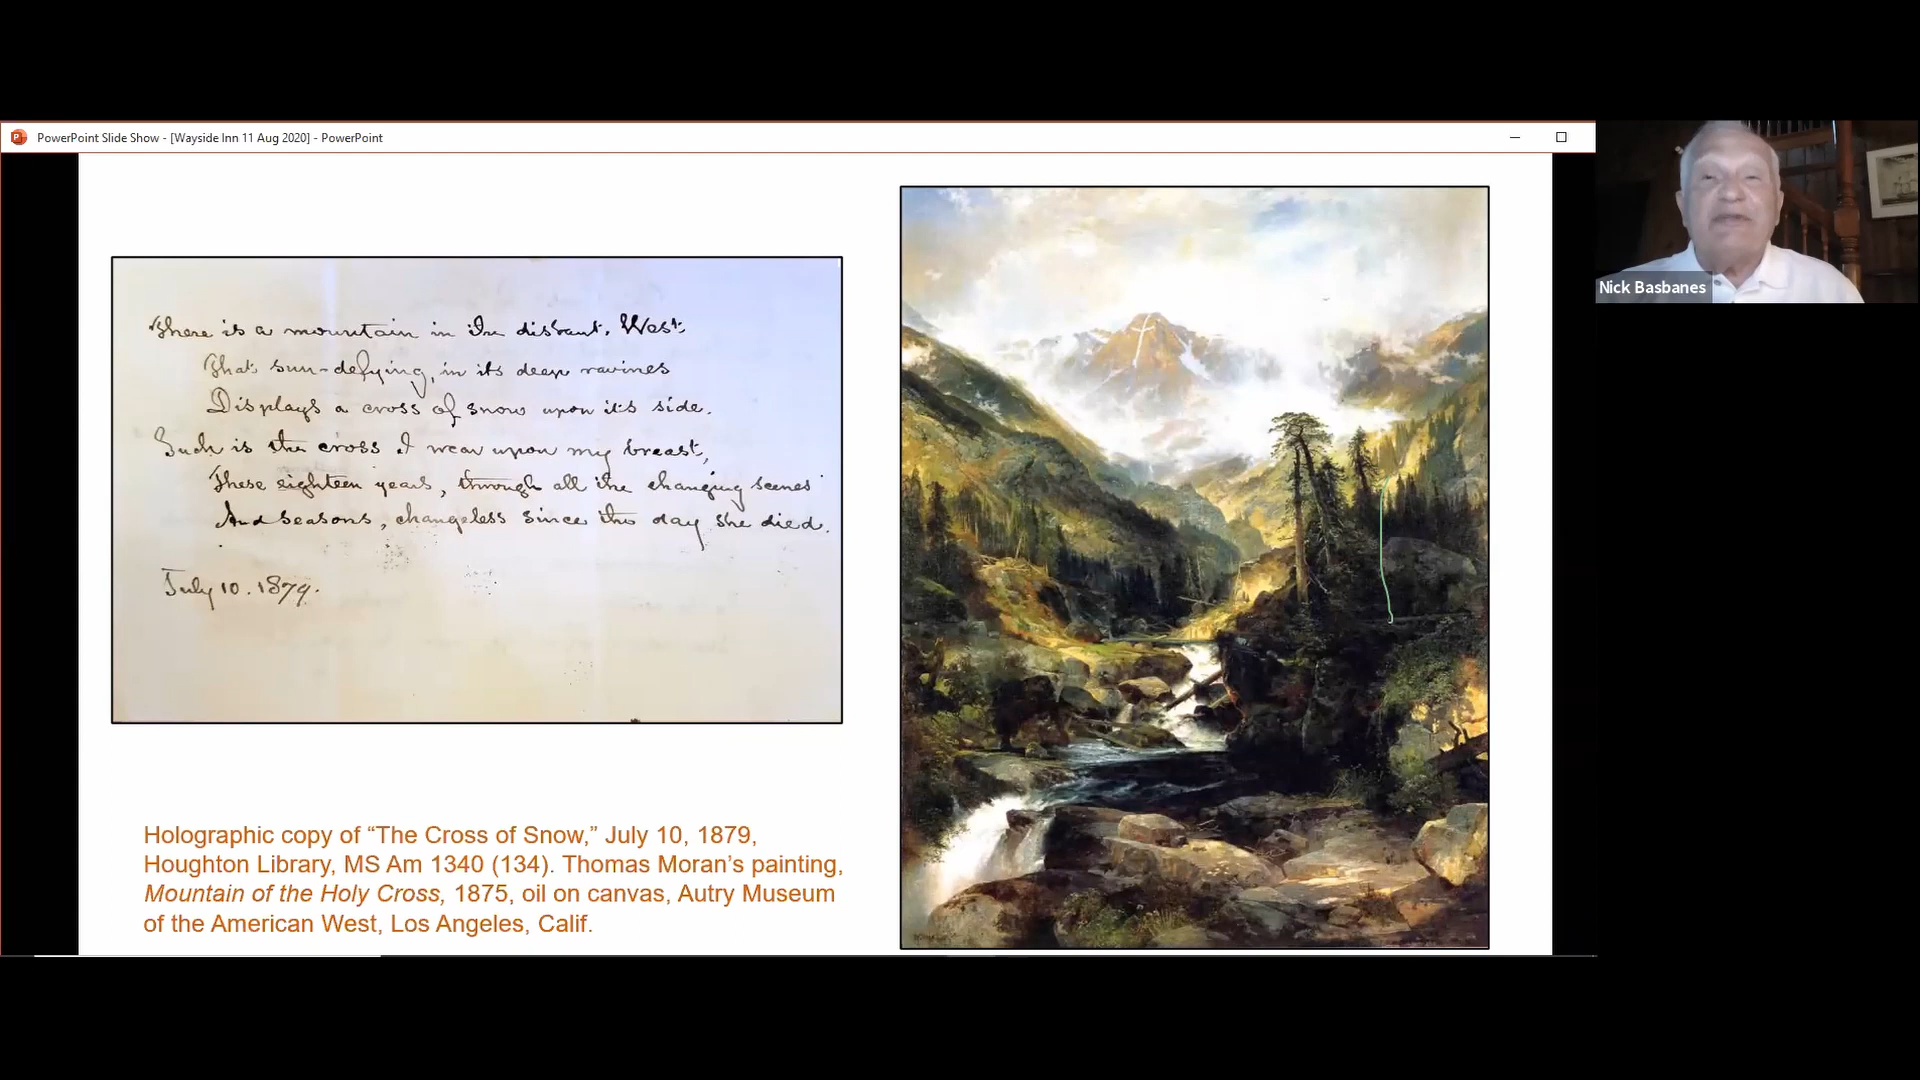 PowerPoint Slide Show - [Wayside Inn 11 Aug 2020] - PowerPoint
There is a mountain in the distant West
That sun-defying, in its deep ravines
Displays a cross of snow upon its side.
Such is the cross I wear upon my breast,
These eighteen years, through all the changing scenes
And seasons, changeless since the day she died.
July 10. 1879.
Holographic copy of “The Cross of Snow,” July 10, 1879,
Houghton Library, MS Am 1340 (134). Thomas Moran’s painting,
Mountain of the Holy Cross, 1875, oil on canvas, Autry Museum
of the American West, Los Angeles, Calif.
Nick Basbanes